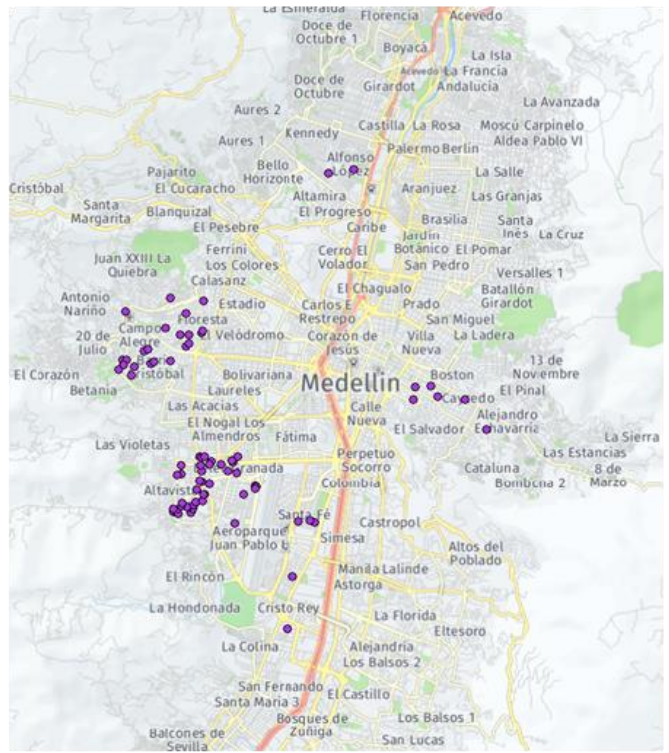 La Esmeralda
Florencia
Acevedo
Doce de
Octubre 1
Boyacá
La Isla
Acevedo La Francia
Doce de
Octubre
Girardot
Andalucía
La Avanzada
Aures 2
Kennedy
Castilla La Rosa
Moscú Carpinelo
Aures 1
Aldea Pablo VI
Palermo Berlin
Bello
Horizonte
Alfonso
López
Pajarito
La Salle
Cristóbal
El Cucaracho
Altamira
Aranjuez
Las Granjas
Santa
Margarita
Blanquizal
El Progreso
Brasilia
Santa
Inés
La Cruz
El Pesebre
Caribe
Jardín
Botánico
El Pomar
Ferrini
Cerro El
Volador
Juan XXIII La
Quiebra
Los Colores
San Pedro
Versalles 1
Calasanz
El Chagualo
Batallón
Girardot
Antonio
Nariño
Estadio
Carlos E
Restrepo
Prado
Floresta
San Miguel
Campo
Alegre
El Velódromo
Corazón de
Jesús
Villa
Nueva
La Ladera
20 de
Julio
13 de
Noviembre
El Corazón
Cristóbal
Bolivariana
Boston
Betania
Laureles
Medellin
El Pinal
Las Acacias
Calle
Nueva
Alejandro
Echavarría
El Nogal Los
Almendros
Fátima
El Salvador
La Sierra
Las Violetas
Las Estancias
Perpetuo
Socorro
Cataluna
8 de
Marzo
Granada
Colombia
Bombona 2
Altavista
Santa Fé
Castropol
Aeroparque
Juan Pablo
Simesa
Altos del
Poblado
El Rincón
Manila Lalinde
Astorga
La Hondonada
Cristo Rey
La Florida
Eltesoro
La Colina
Alejandria
Los Balsos 2
San Fernando
Santa Maria 3
El Castillo
Bosques de
Zuñiga
Los Balsos 1
Balcones de
Sevilla
San Lucas